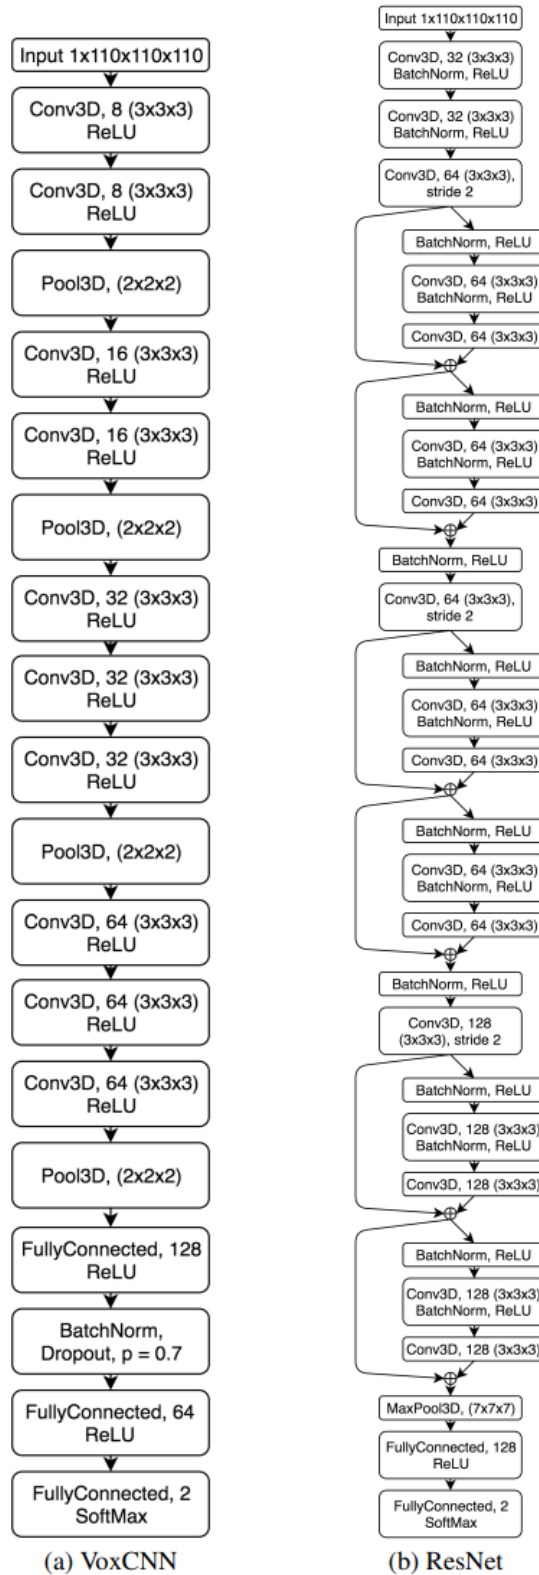 Input 1x110x110x110
Conv3D, 8 (3x3x3)
ReLU
Conv3D, 8 (3x3x3)
ReLU
Pool3D, (2x2x2)
Conv3D, 16 (3x3x3)
ReLU
Conv3D, 16 (3x3x3)
ReLU
Pool3D, (2x2x2)
Conv3D, 32 (3x3x3)
ReLU
Conv3D, 32 (3x3x3)
ReLU
Conv3D, 32 (3x3x3)
ReLU
Pool3D, (2x2x2)
Conv3D, 64 (3x3x3)
ReLU
Conv3D, 64 (3x3x3)
ReLU
Conv3D, 64 (3x3x3)
ReLU
Pool3D, (2x2x2)
FullyConnected, 128
ReLU
BatchNorm,
Dropout, p = 0.7
FullyConnected, 64
ReLU
FullyConnected, 2
SoftMax
(a) VoxCNN
Input 1x110x110x110
Conv3D, 32 (3x3x3)
BatchNorm, ReLU
Conv3D, 32 (3x3x3)
BatchNorm, ReLU
Conv3D, 64 (3x3x3),
stride 2
BatchNorm, ReLU
Conv3D, 64 (3x3x3)
BatchNorm, ReLU
Conv3D, 64 (3x3x3)
BatchNorm, ReLU
Conv3D, 64 (3x3x3)
BatchNorm, ReLU
Conv3D, 64 (3x3x3)
BatchNorm, ReLU
Conv3D, 64 (3x3x3),
stride 2
BatchNorm, ReLU
Conv3D, 64 (3x3x3)
BatchNorm, ReLU
Conv3D, 64 (3x3x3)
BatchNorm, ReLU
Conv3D, 64 (3x3x3)
BatchNorm, ReLU
Conv3D, 64 (3x3x3)
BatchNorm, ReLU
Conv3D, 128
(3x3x3), stride 2
BatchNorm, ReLU
Conv3D, 128 (3x3x3)
BatchNorm, ReLU
Conv3D, 128 (3x3x3)
BatchNorm, ReLU
Conv3D, 128 (3x3x3)
BatchNorm, ReLU
Conv3D, 128 (3x3x3)
MaxPool3D, (7x7x7)
FullyConnected, 128
ReLU
FullyConnected, 2
SoftMax
(b) ResNet